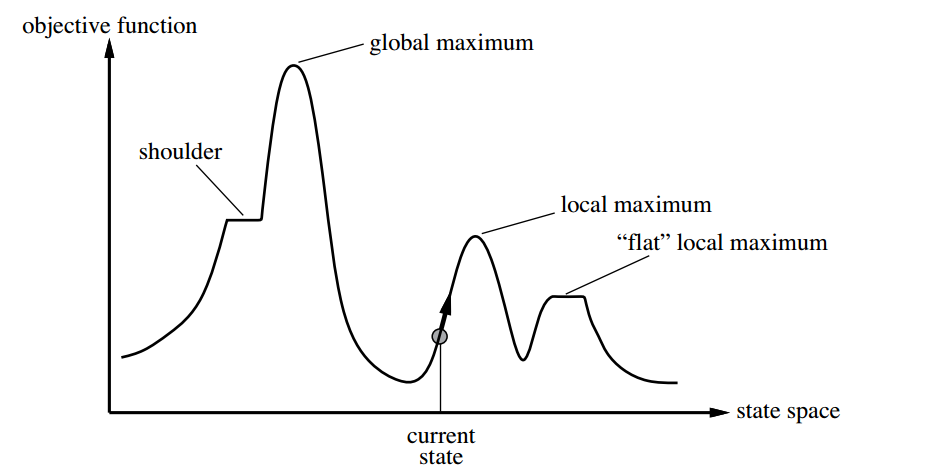 objective function
global maximum
shoulder
local maximum
“flat” local maximum
state space
current
state